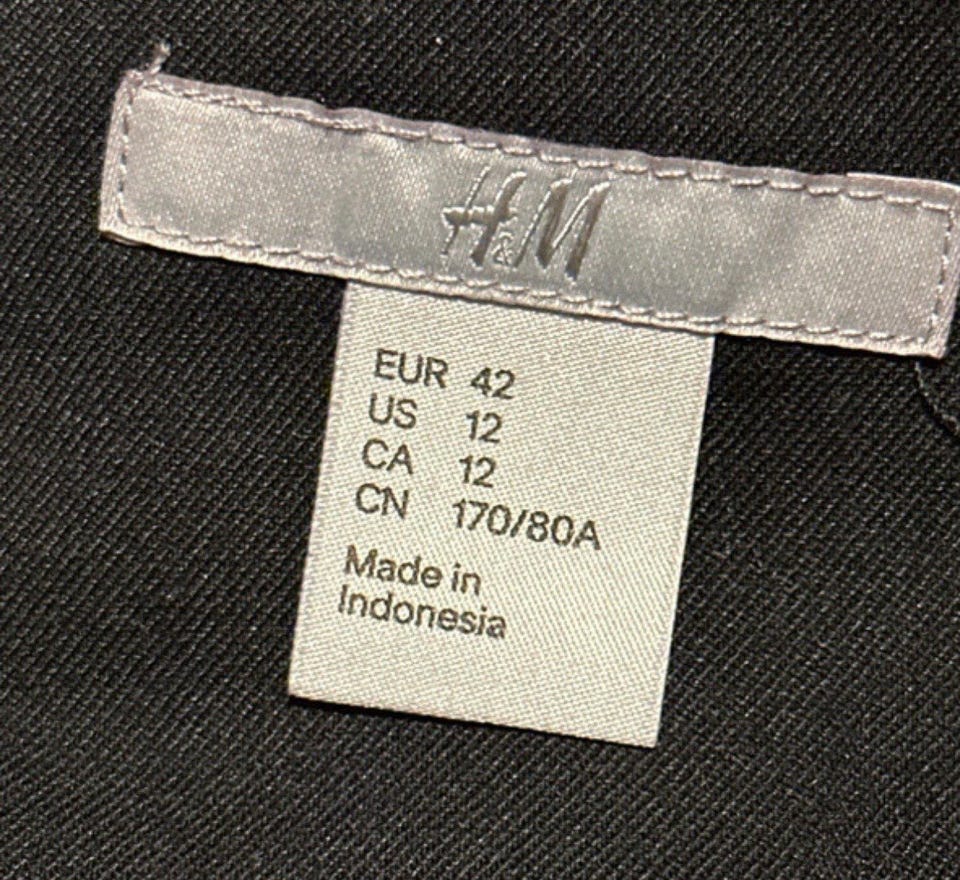 H&M
EUR 42
US 12
CA 12
CN 170/80A
Made in
Indonesia